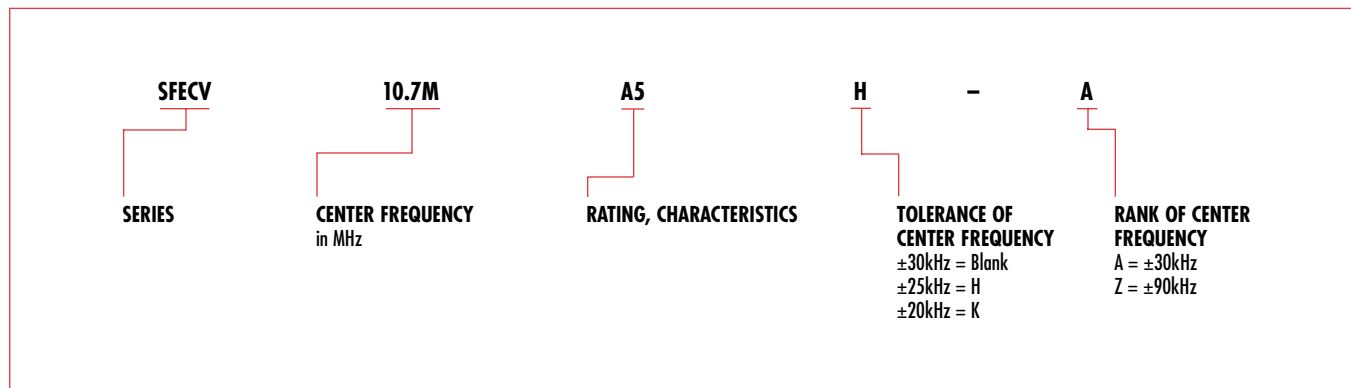 SFECV 10.7M A5 H – A
SERIES
CENTER FREQUENCY
in MHz
RATING, CHARACTERISTICS
TOLERANCE OF
CENTER FREQUENCY
±30kHz = Blank
±25kHz = H
±20kHz = K
RANK OF CENTER
FREQUENCY
A = ±30kHz
Z = ±90kHz